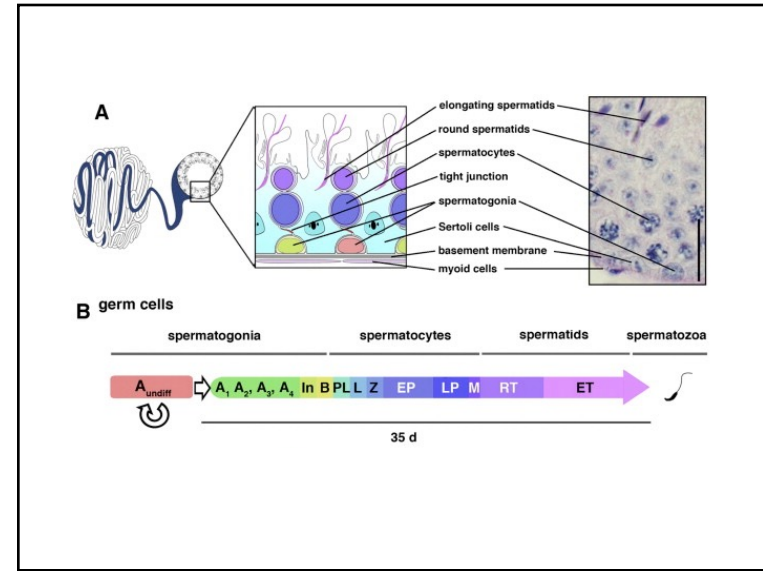 A
elongating spermatids
round spermatids
spermatocytes
tight junction
spermatogonia
Sertoli cells
basement membrane
myoid cells
B germ cells
spermatogonia spermatocytes spermatids spermatozoa
Aundiff A1 A2, A3, A4 In B PL L Z EP LP M RT ET
35 d